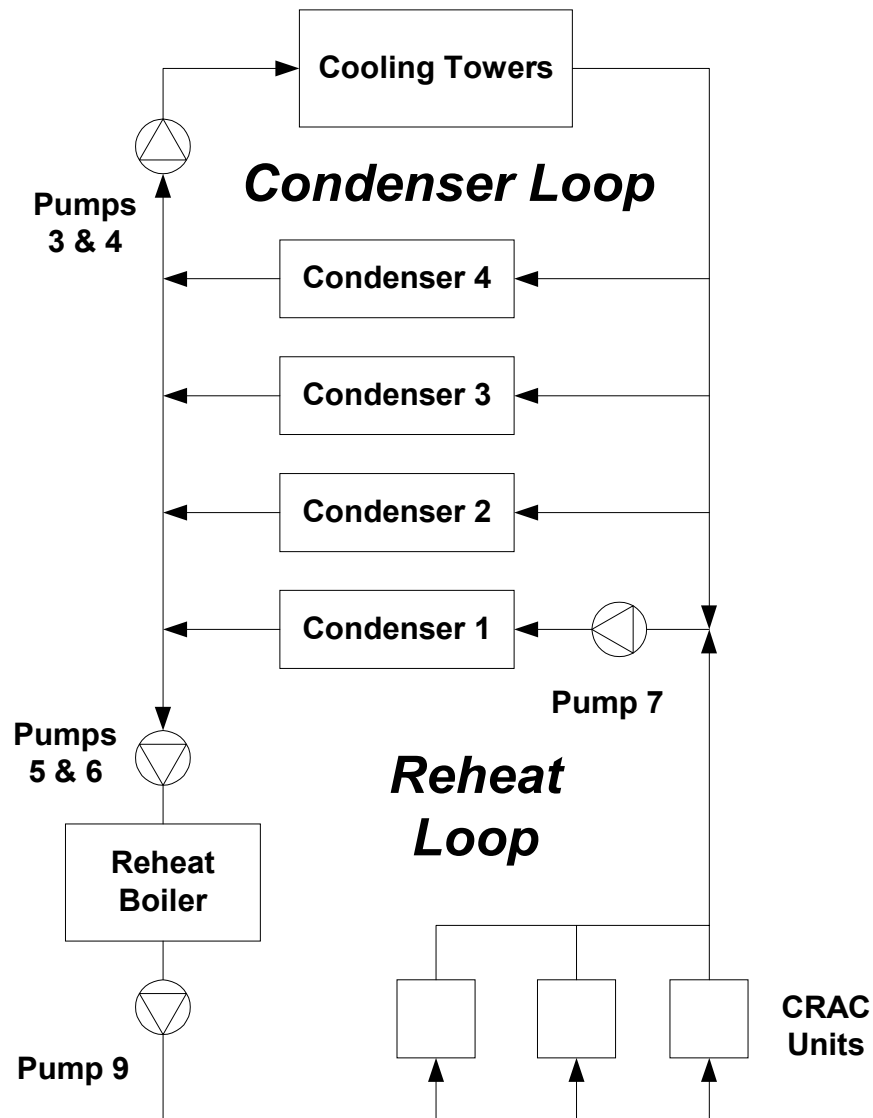 Cooling Towers
Condenser Loop
Pumps
3 & 4
Condenser 4
Condenser 3
Condenser 2
Condenser 1
Pump 7
Pumps
5 & 6
Reheat
Loop
Reheat
Boiler
CRAC
Units
Pump 9